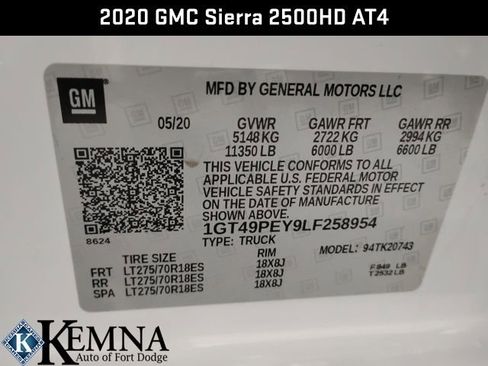 2020 GMC Sierra 2500HD AT4
GM
MFD BY GENERAL MOTORS LLC
05/20 GVWR GAWR FRT GAWR RR
5148 KG 2722 KG 2994 KG
11350 LB 6000 LB 6600 LB
THIS VEHICLE CONFORMS TO ALL
APPLICABLE U.S. FEDERAL MOTOR
VEHICLE SAFETY STANDARDS IN EFFECT
ON THE DATE OF MANUFACTURE
SHOWN ABOVE.
1GT49PEY9LF258954
8624
TYPE: TRUCK MODEL: 94TK20743
TIRE SIZE RIM
FRT LT275/70R18ES 18X8J F:849 LB
RR LT275/70R18ES 18X8J T:2532 LB
SPA LT275/70R18ES 18X8J
K
KEMNA
Auto of Fort Dodge